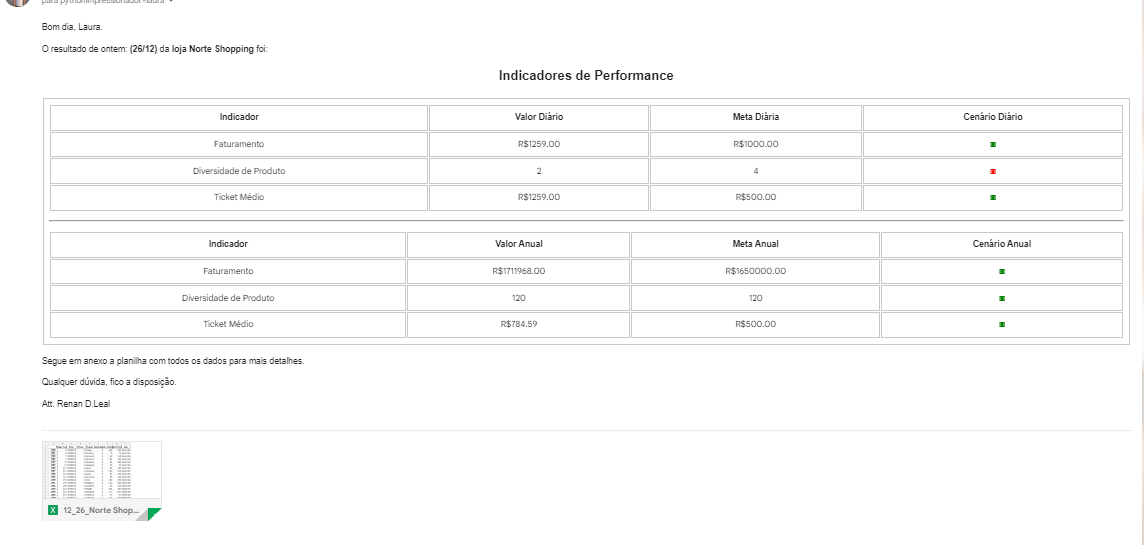 para pythonimpressionador+laura
Bom dia, Laura.
O resultado de ontem: (26/12) da loja Norte Shopping foi:
Indicadores de Performance
Indicador Valor Diário Meta Diária Cenário Diário
Faturamento R$1259.00 R$1000.00
Diversidade de Produto 2 4
Ticket Médio R$1259.00 R$500.00
Indicador Valor Anual Meta Anual Cenário Anual
Faturamento R$1711968.00 R$1650000.00
Diversidade de Produto 120 120
Ticket Médio R$784.59 R$500.00
Segue em anexo a planilha com todos os dados para mais detalhes.
Qualquer dúvida, fico a disposição.
Att. Renan D.Leal
X 12_26_Norte Shop...